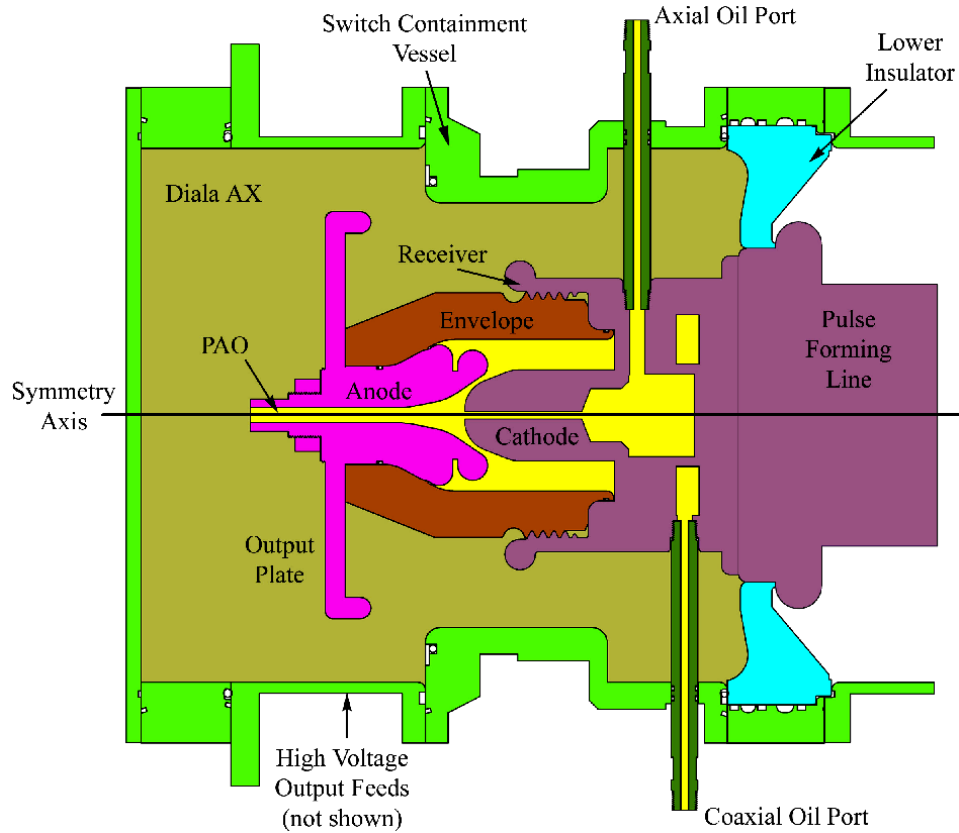 Switch Containment
Vessel
Axial Oil Port
Lower
Insulator
Diala AX
Receiver
Envelope
PAO
Pulse
Forming
Line
Symmetry
Axis
Anode
Cathode
Output
Plate
High Voltage
Output Feeds
(not shown)
Coaxial Oil Port